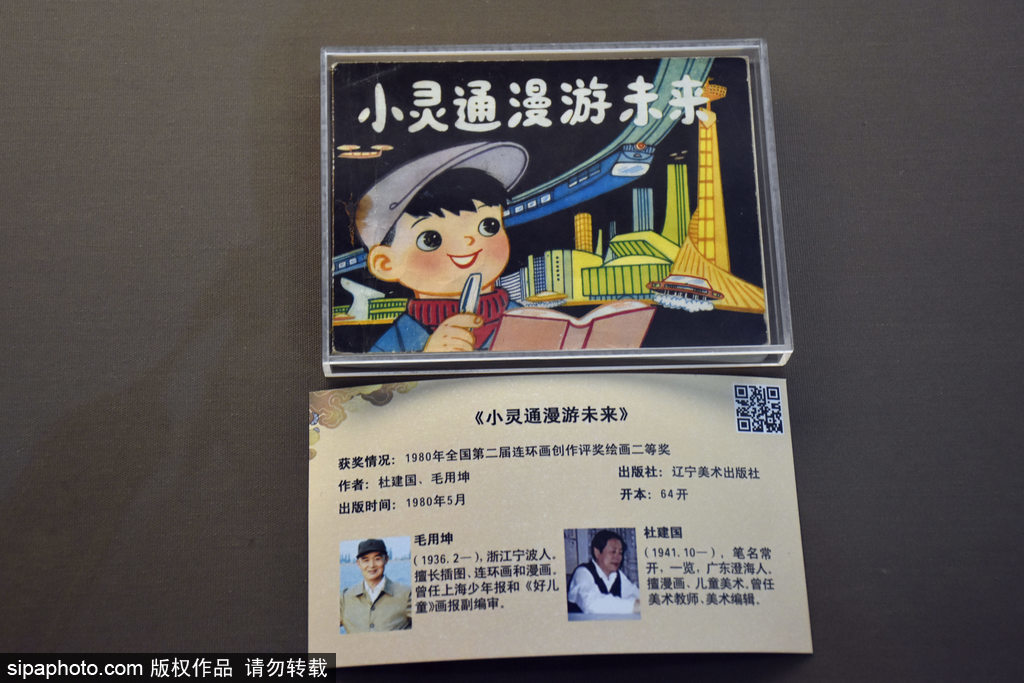 小灵通漫游未来
《小灵通漫游未来》
获奖情况：1980年全国第二届连环画创作评奖绘画二等奖
作者：杜建国、毛用坤
出版社：辽宁美术出版社
出版时间：1980年5月
开本：64开
毛用坤
（1936.2—），浙江宁波人。
擅长插图、连环画和漫画。
曾任上海少年报和《好儿
童》画报副编审。
杜建国
（1941.10—），笔名常
开，一览，广东澄海人。
擅漫画、儿童美术。曾任
美术教师、美术编辑。
sipaphoto.com 版权作品 请勿转载